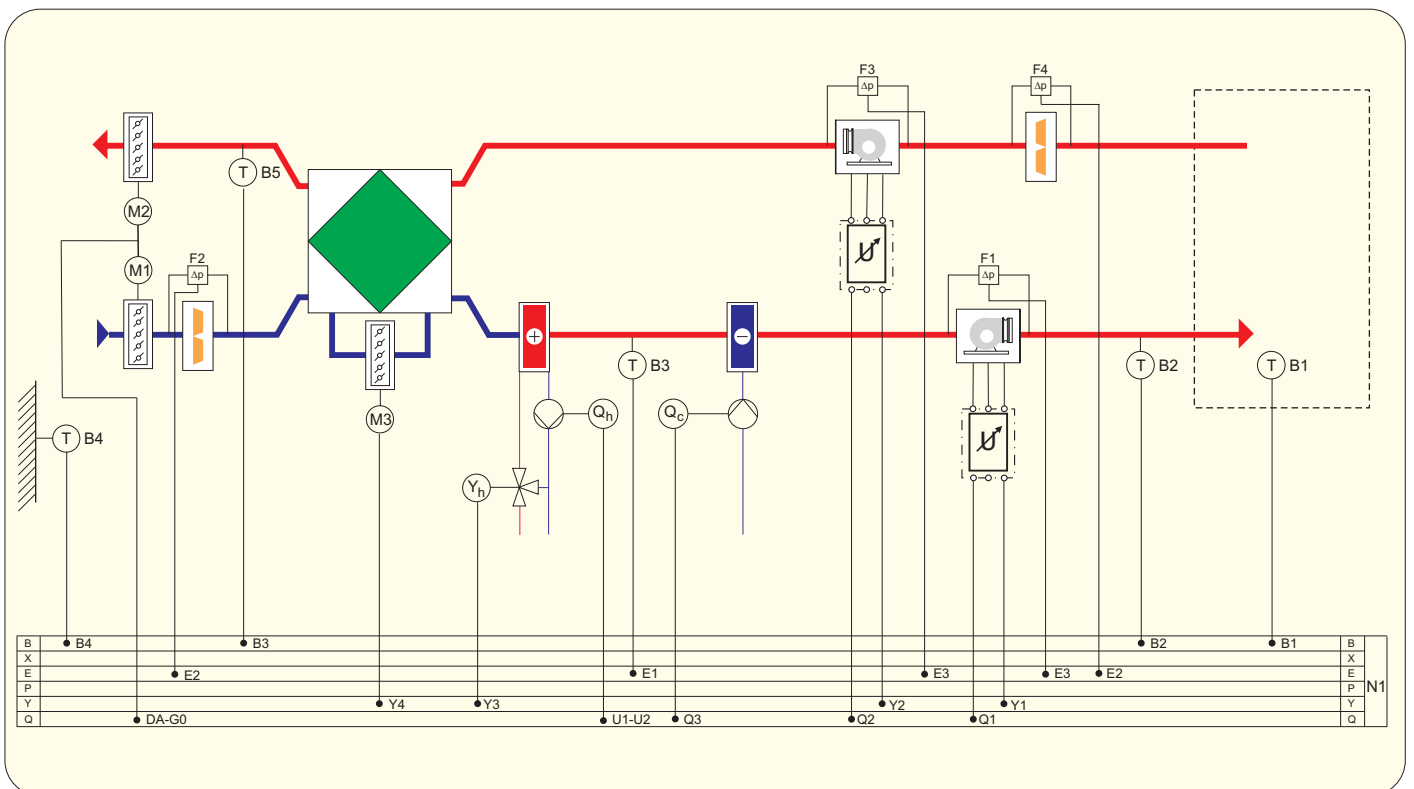 F3
F4
Δp
Δp
T
B5
M2
F2
F1
M1
Δp
U
Δp
+
−
T
B3
T
B2
T
B1
M3
Qh
Qc
T
B4
U
Yh
B
B4
B3
B2
B1
B
X
X
E
E2
E1
E3
E3
E2
E
P
P
N1
Y
Y4
Y3
Y2
Y1
Y
Q
DA-G0
U1-U2
Q3
Q2
Q1
Q